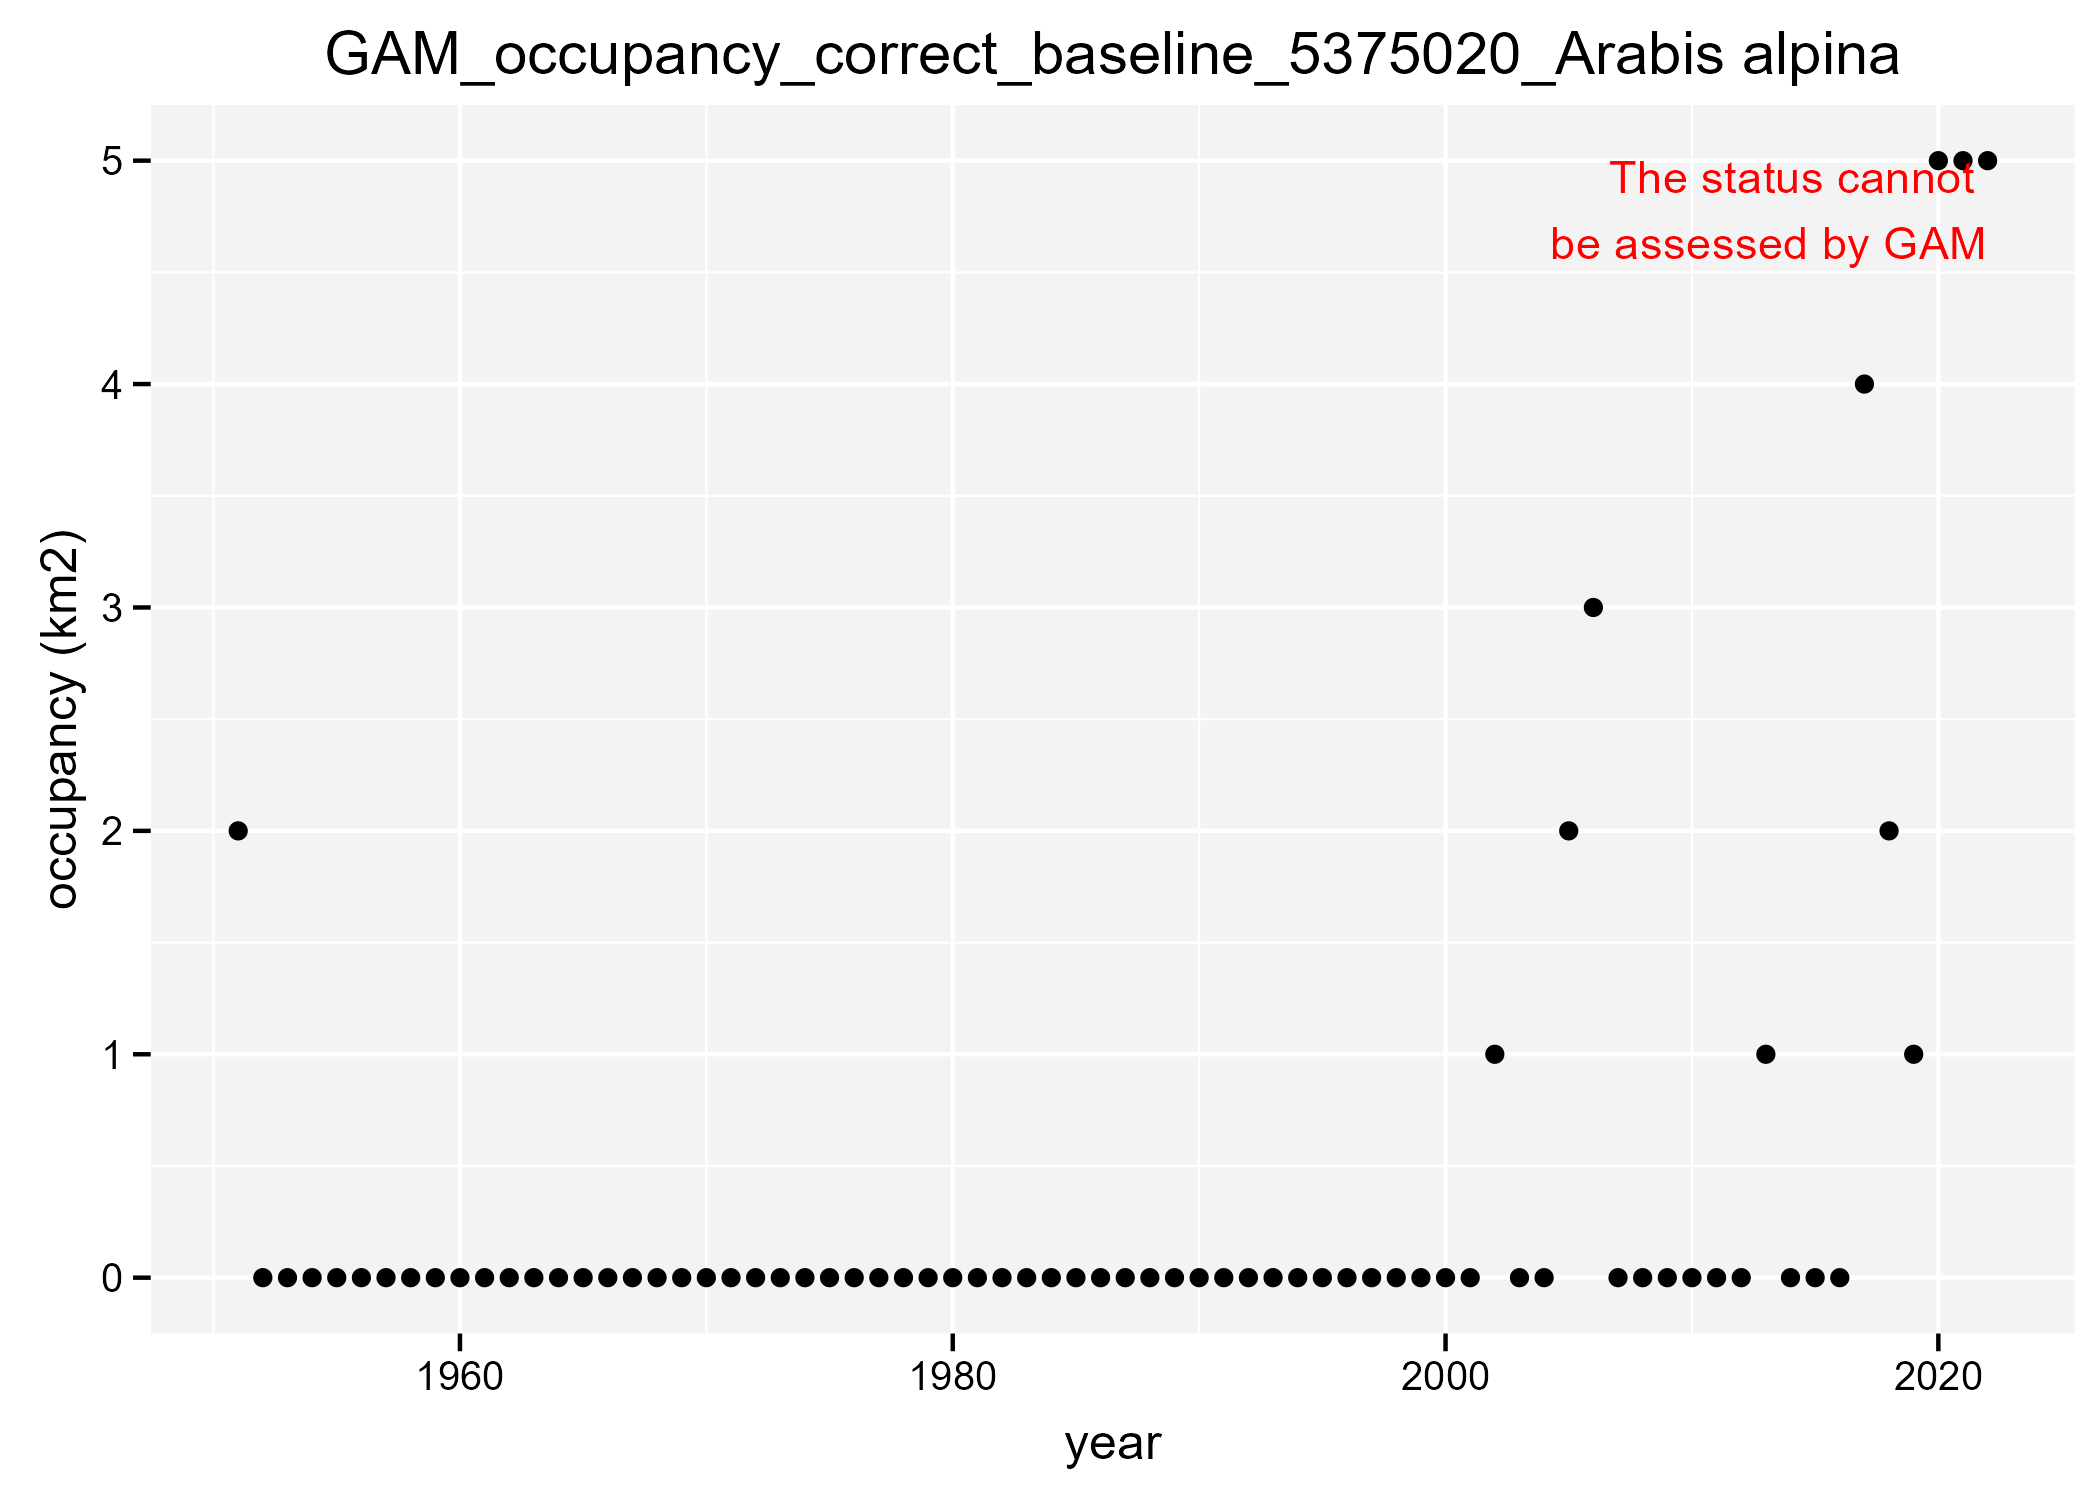 GAM_occupancy_correct_baseline_5375020_Arabis alpina
The status cannot
be assessed by GAM
occupancy (km2)
5
4
3
2
1
0
1960 1980 2000 2020
year